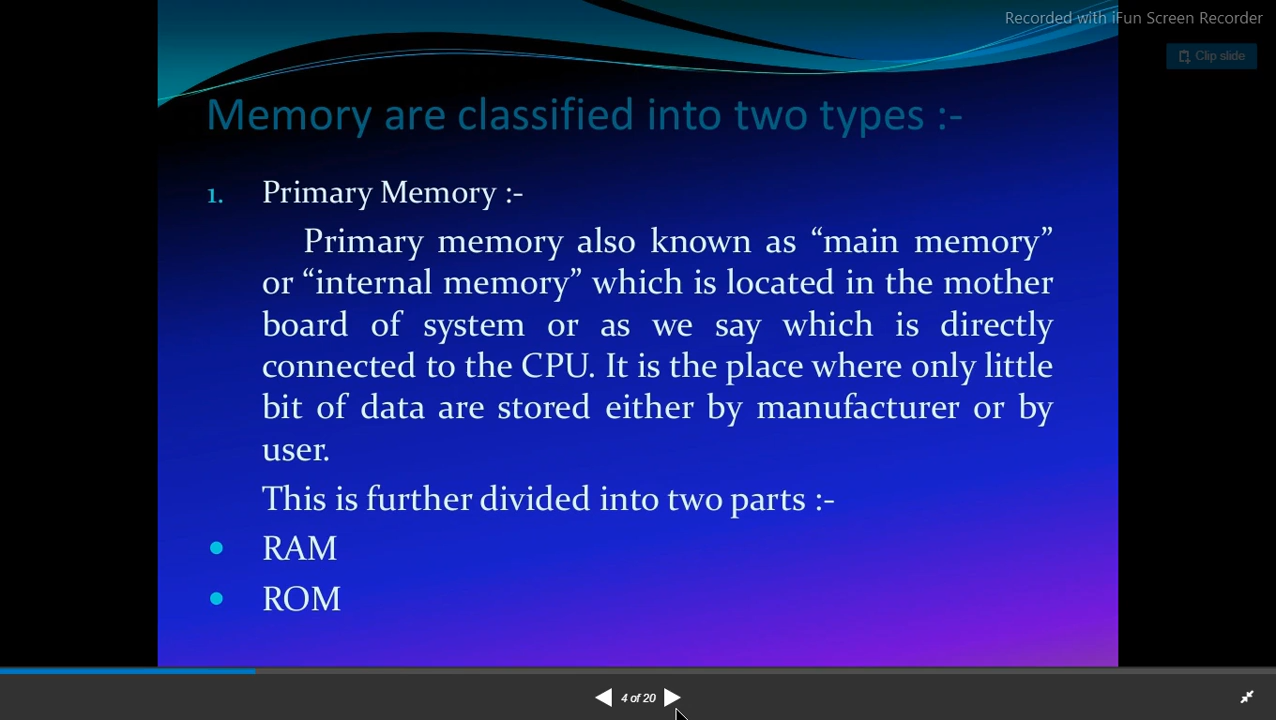 Recorded with iFun Screen Recorder
Clip slide
Memory are classified into two types :-
1. Primary Memory :-
Primary memory also known as “main memory”
or “internal memory” which is located in the mother
board of system or as we say which is directly
connected to the CPU. It is the place where only little
bit of data are stored either by manufacturer or by
user.
This is further divided into two parts :-
• RAM
• ROM
4 of 20